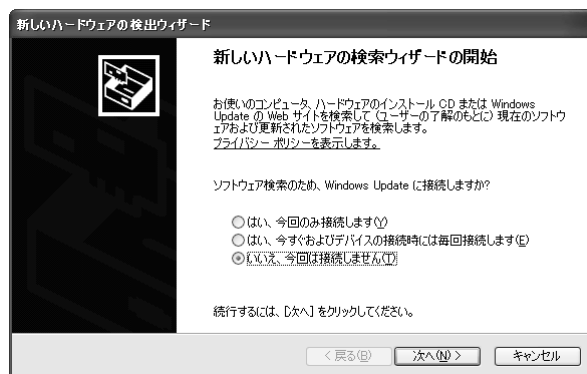 新しいハードウェアの検出ウィザード
新しいハードウェアの検索ウィザードの開始
お使いのコンピュータ、ハードウェアのインストール CD または Windows
Update の Web サイトを検索して (ユーザーの了解のもとに) 現在のソフトウ
ェアおよび更新されたソフトウェアを検索します。
プライバシー ポリシーを表示します。
ソフトウェア検索のため、Windows Update に接続しますか?
はい、今回のみ接続します(Y)
はい、今すぐおよびデバイスの接続時には毎回接続します(E)
いいえ、今回は接続しません(T)
続行するには、[次へ] をクリックしてください。
< 戻る(B) 次へ(N) > キャンセル